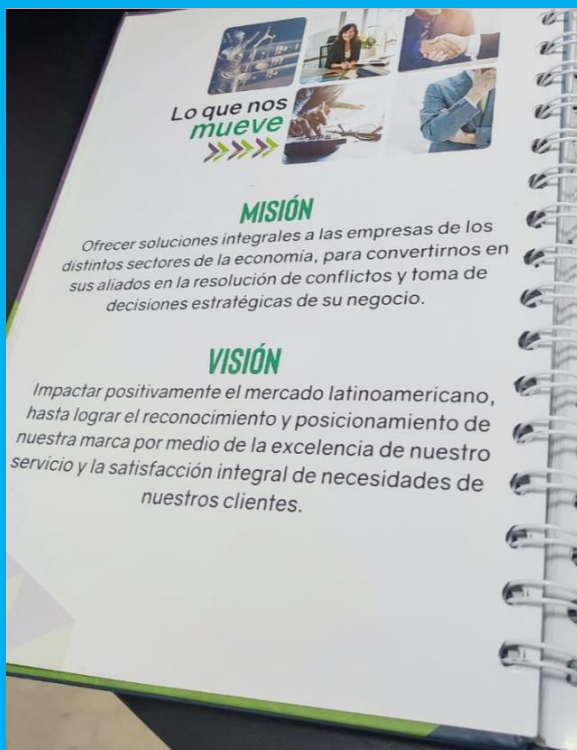 Lo que nos
mueve
MISIÓN
Ofrecer soluciones integrales a las empresas de los
distintos sectores de la economía, para convertirnos en
sus aliados en la resolución de conflictos y toma de
decisiones estratégicas de su negocio.
VISIÓN
Impactar positivamente el mercado latinoamericano,
hasta lograr el reconocimiento y posicionamiento de
nuestra marca por medio de la excelencia de nuestro
servicio y la satisfacción integral de necesidades de
nuestros clientes.